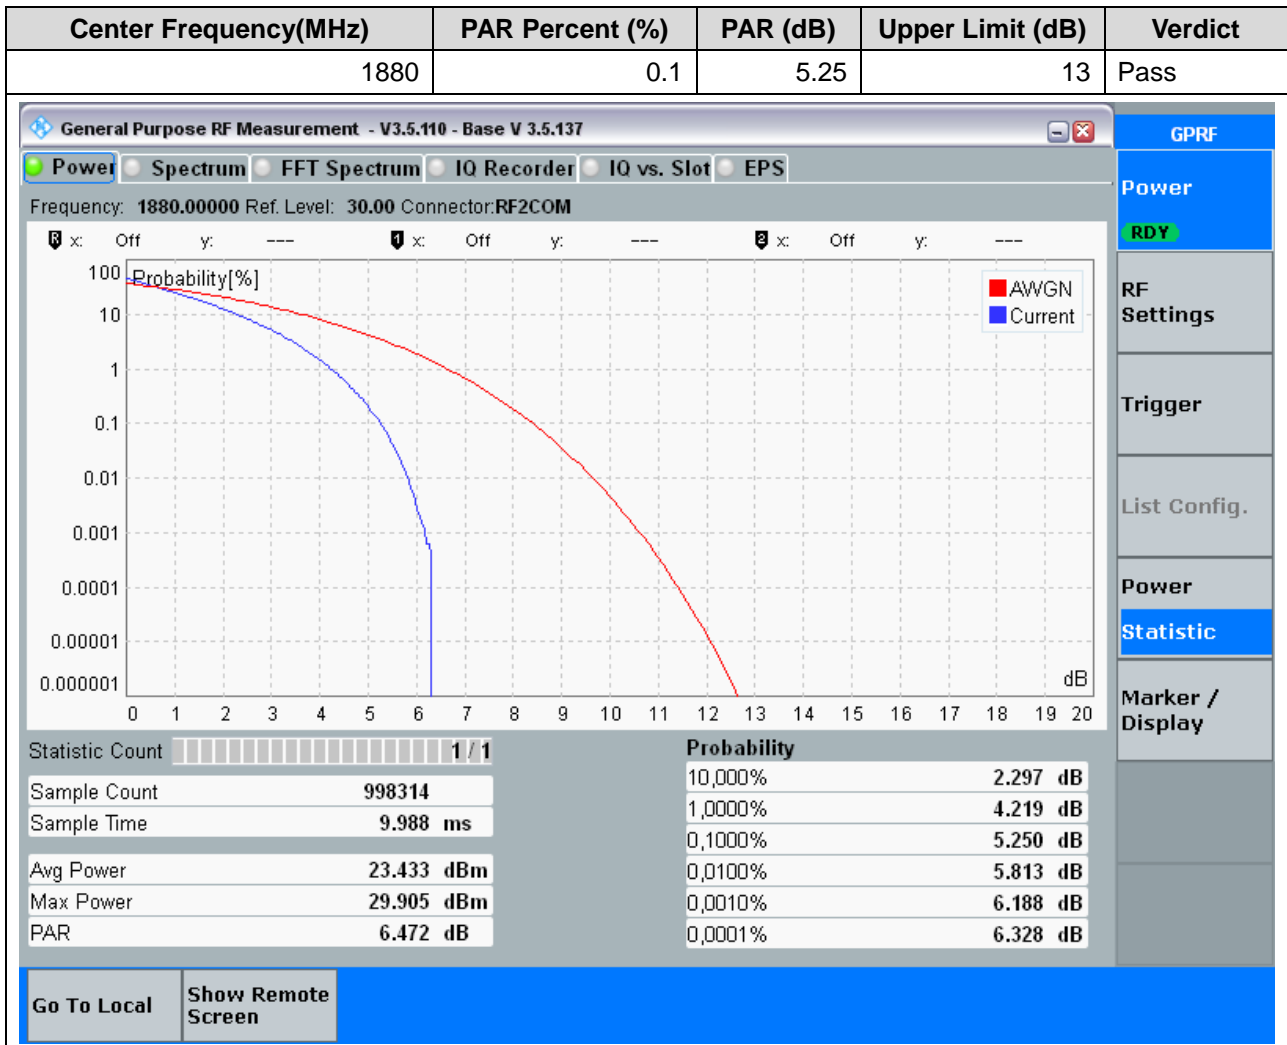 Center Frequency(MHz) PAR Percent (%) PAR (dB) Upper Limit (dB) Verdict
1880 0.1 5.25 13 Pass
General Purpose RF Measurement - V3.5.110 - Base V 3.5.137
GPRF
Power Spectrum FFT Spectrum IQ Recorder IQ vs. Slot EPS
Power
RDY
Frequency: 1880.00000 Ref. Level: 30.00 Connector:RF2COM
R x: Off y: --- 1 x: Off y: --- 2 x: Off y: ---
Probability[%]
100
10
1
0.1
0.01
0.001
0.0001
0.00001
0.000001
AWGN
Current
dB
0 1 2 3 4 5 6 7 8 9 10 11 12 13 14 15 16 17 18 19 20
RF
Settings
Trigger
List Config.
Power
Statistic
Marker /
Display
Statistic Count 1 / 1
Sample Count 998314
Sample Time 9.988 ms
Avg Power 23.433 dBm
Max Power 29.905 dBm
PAR 6.472 dB
Probability
10,000% 2.297 dB
1,0000% 4.219 dB
0,1000% 5.250 dB
0,0100% 5.813 dB
0,0010% 6.188 dB
0,0001% 6.328 dB
Go To Local
Show Remote
Screen